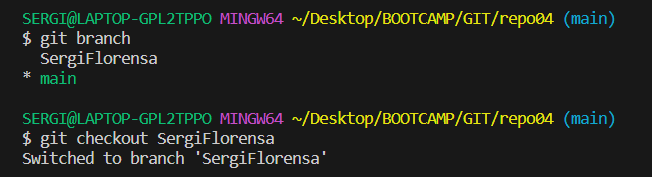 SERGI@LAPTOP-GPL2TPPO MINGW64 ~/Desktop/BOOTCAMP/GIT/repo04 (main)
$ git branch
  SergiFlorensa
* main
SERGI@LAPTOP-GPL2TPPO MINGW64 ~/Desktop/BOOTCAMP/GIT/repo04 (main)
$ git checkout SergiFlorensa
Switched to branch 'SergiFlorensa'